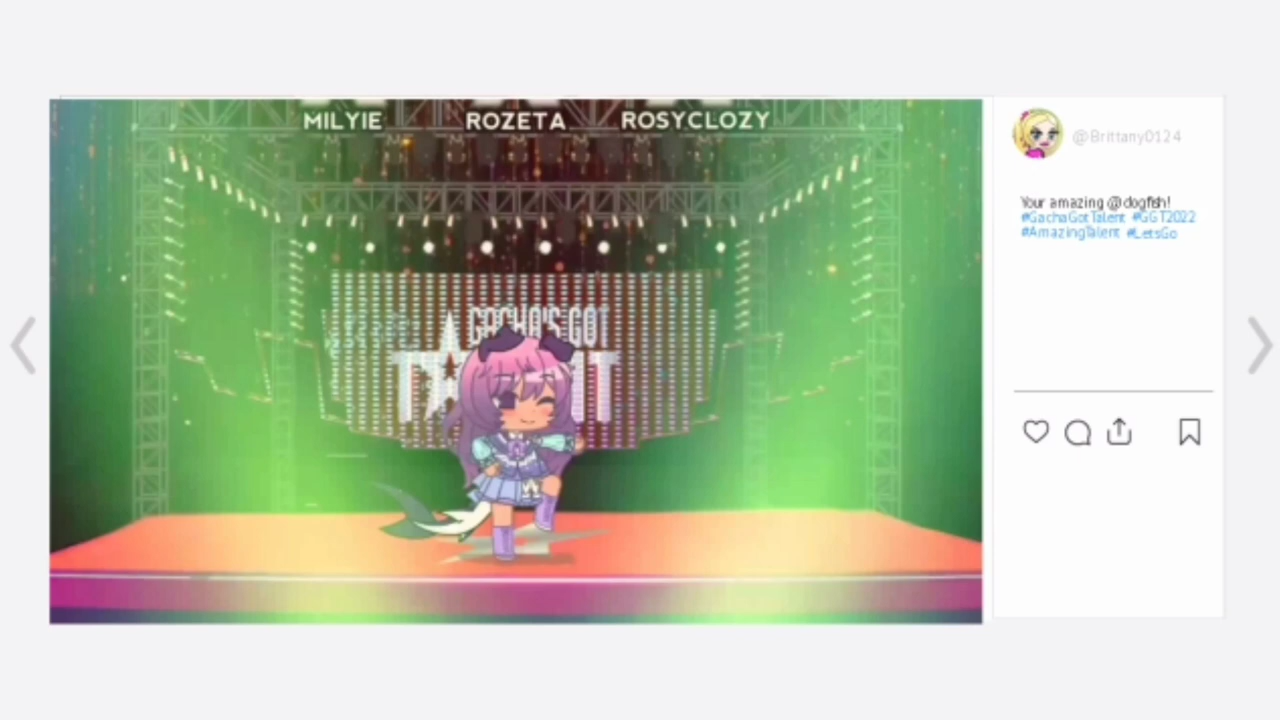 MILYIE ROZETA ROSYCLOZY
GACHA'S GOT
@Brittany0124
Your amazing @dogfish!
#GachaGotTalent #GGT2022
#AmazingTalent #LetsGo